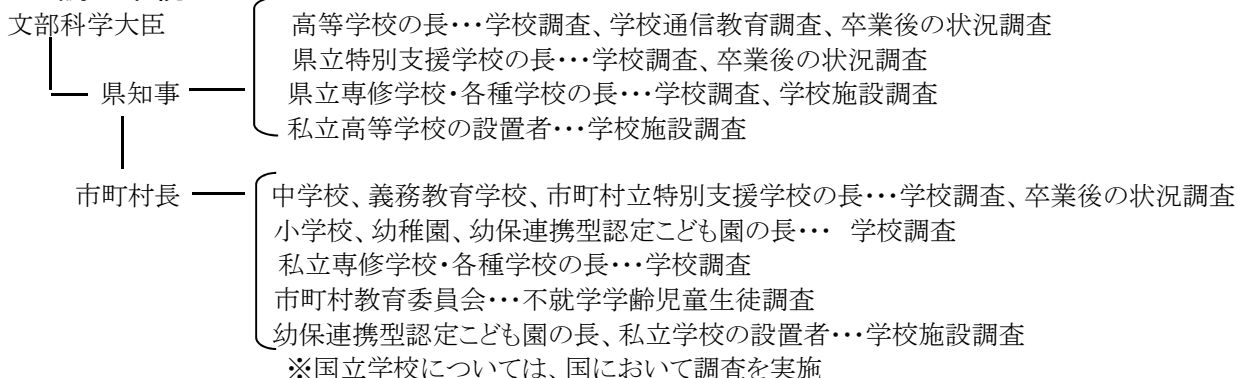 文部科学大臣
高等学校の長･･･学校調査、学校通信教育調査、卒業後の状況調査
県立特別支援学校の長･･･学校調査、卒業後の状況調査
県知事
県立専修学校・各種学校の長･･･学校調査、学校施設調査
私立高等学校の設置者･･･学校施設調査
市町村長
中学校、義務教育学校、市町村立特別支援学校の長･･･学校調査、卒業後の状況調査
小学校、幼稚園、幼保連携型認定こども園の長･･･ 学校調査
私立専修学校・各種学校の長･･･学校調査
市町村教育委員会･･･不就学学齢児童生徒調査
幼保連携型認定こども園の長、私立学校の設置者･･･学校施設調査
※国立学校については、国において調査を実施